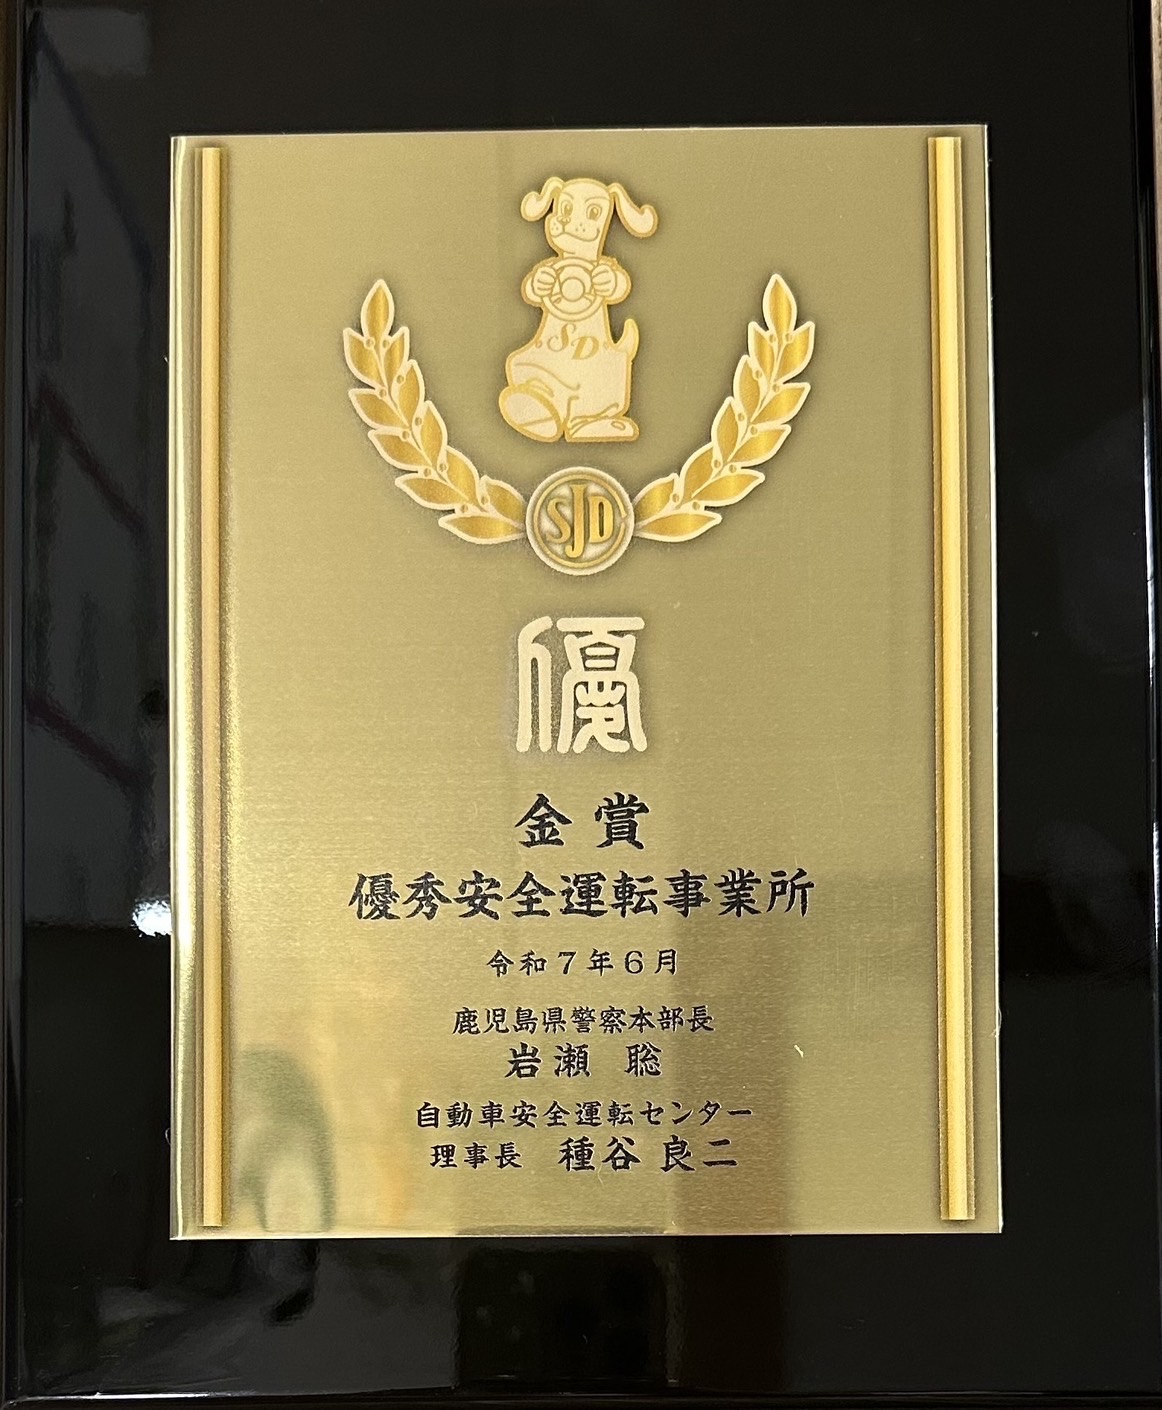 SD
SJD
優
金賞
優秀安全運転事業所
令和7年6月
鹿児島県警察本部長
岩瀬 聡
自動車安全運転センター
理事長 種谷 良二